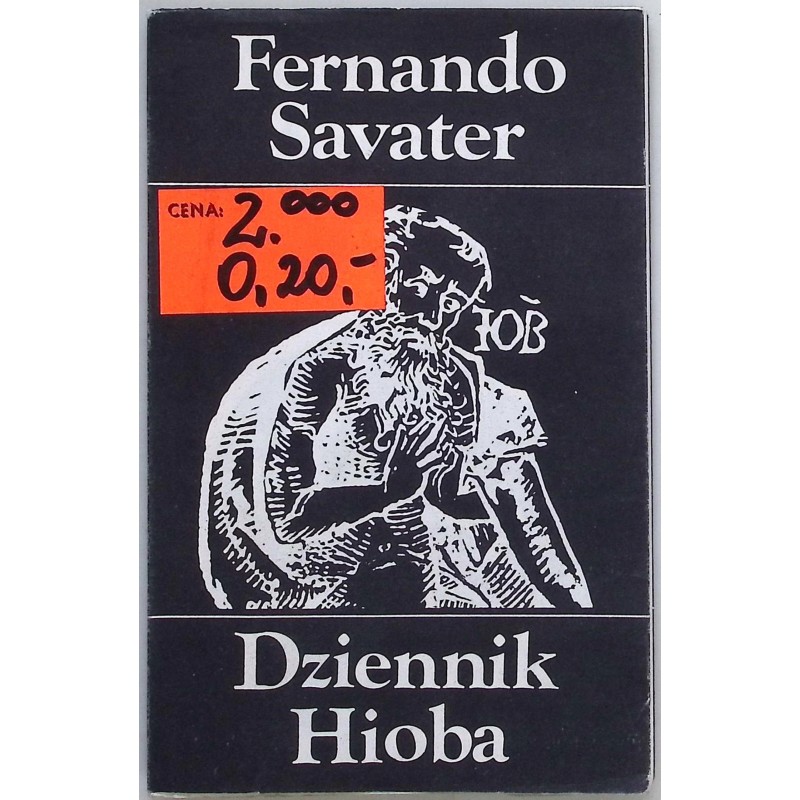 Fernando
Savater
CENA: 2.000
0,20,-
IOB
Dziennik
Hioba